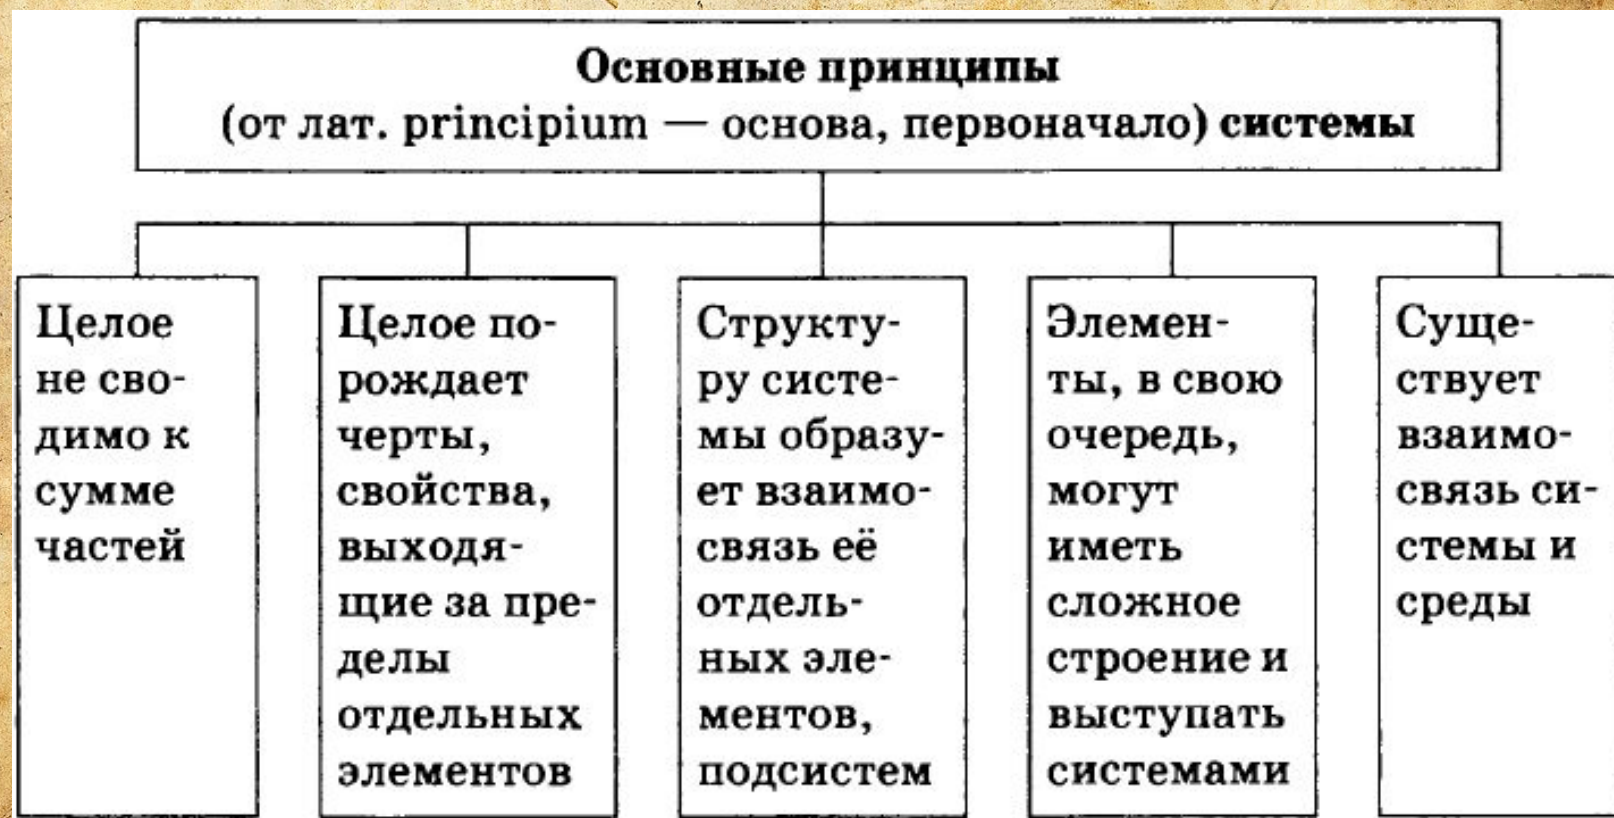 Основные принципы
(от лат. principium — основа, первоначало) системы
Целое
не сво-
димо к
сумме
частей
Целое по-
рождает
черты,
свойства,
выходя-
щие за пре-
делы
отдельных
элементов
Структу-
ру систе-
мы образу-
ет взаимо-
связь её
отдель-
ных эле-
ментов,
подсистем
Элемен-
ты, в свою
очередь,
могут
иметь
сложное
строение и
выступать
системами
Суще-
ствует
взаимо-
связь си-
стемы и
среды